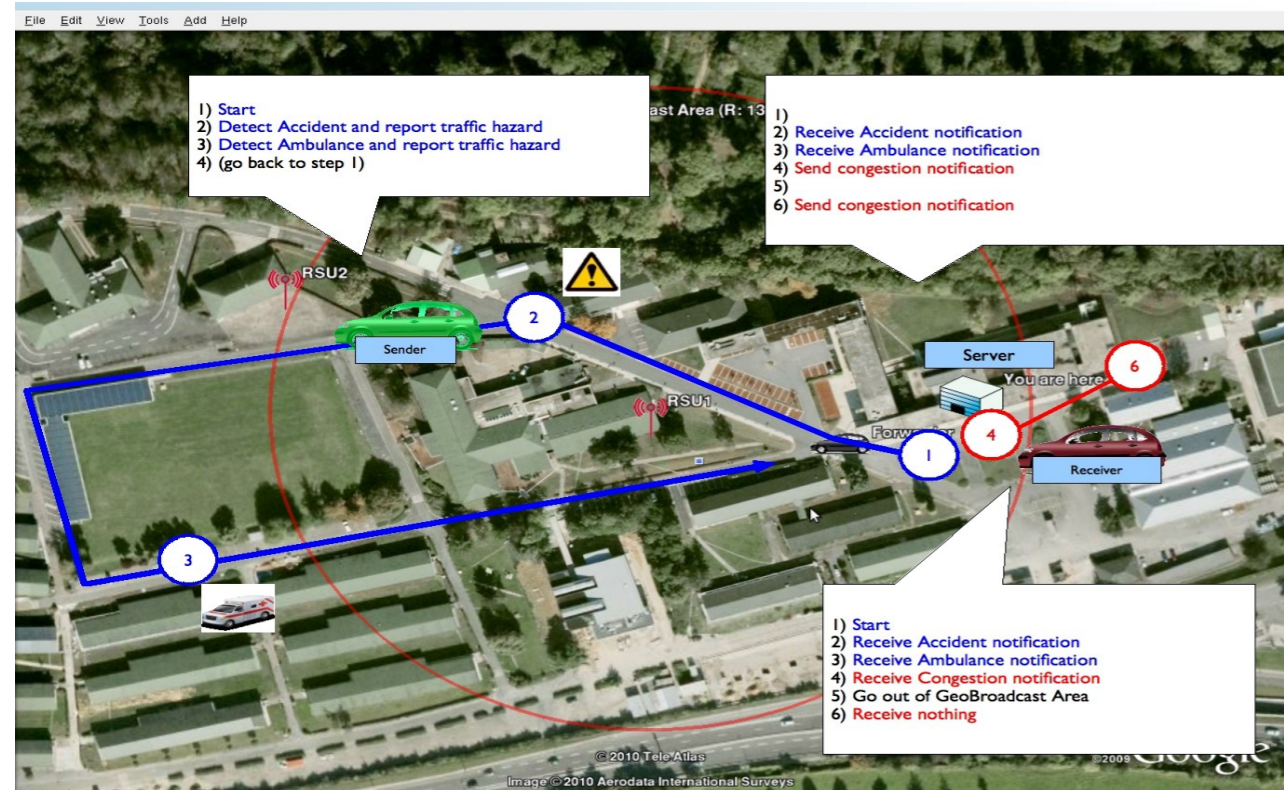 File Edit View Tools Add Help
1) Start
2) Detect Accident and report traffic hazard
3) Detect Ambulance and report traffic hazard
4) (go back to step 1)
ast Area (R: 13
1)
2) Receive Accident notification
3) Receive Ambulance notification
4) Send congestion notification
5)
6) Send congestion notification
RSU2
2
Sender
Server
You are here
6
RSU1
Forwarder
1
4
Receiver
3
1) Start
2) Receive Accident notification
3) Receive Ambulance notification
4) Receive Congestion notification
5) Go out of GeoBroadcast Area
6) Receive nothing
© 2010 Tele Atlas
Image © 2010 Aerodata International Surveys
©2009 Google